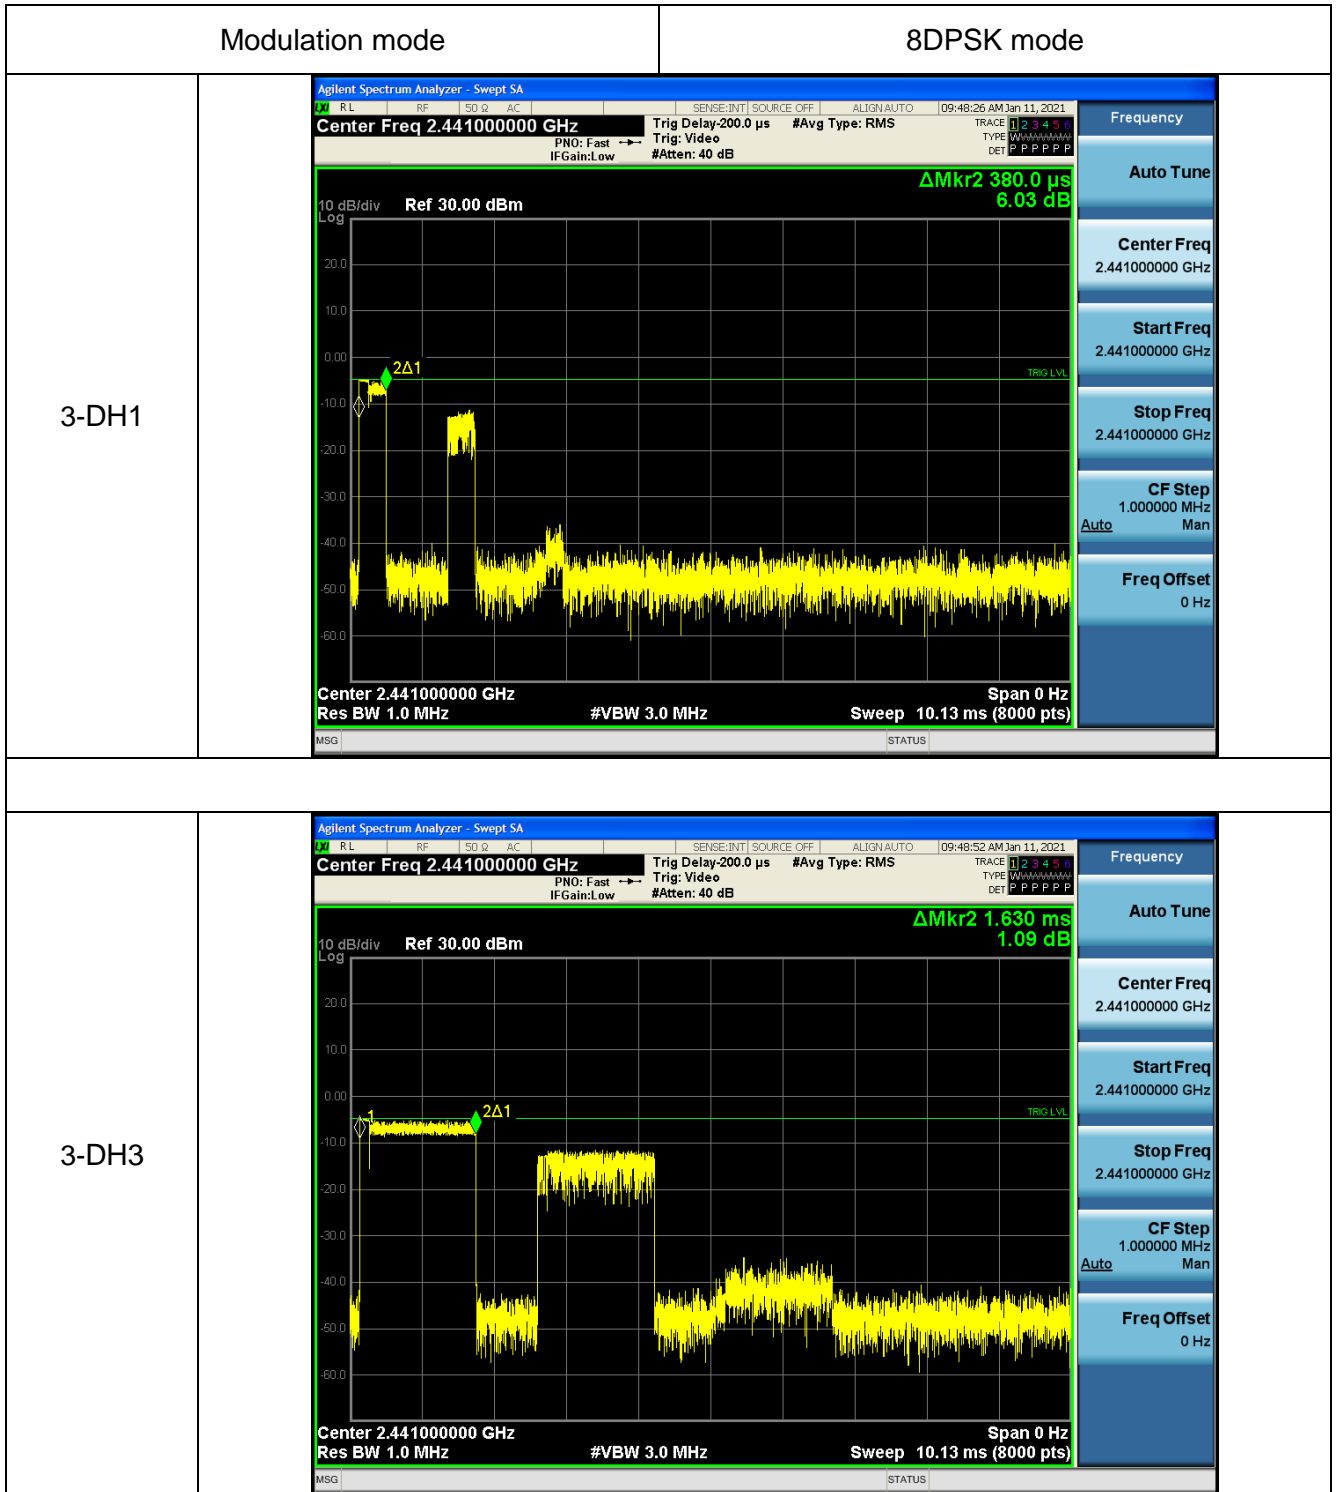 Modulation mode 8DPSK mode
3-DH1
Agilent Spectrum Analyzer - Swept SA
LXI RL RF 50 Ω AC SENSE:INT SOURCE OFF ALIGN AUTO 09:48:26 AM Jan 11, 2021
Center Freq 2.441000000 GHz Trig Delay-200.0 µs #Avg Type: RMS TRACE 1 2 3 4 5 6
PNO: Fast Trig: Video TYPE WWWWWW
IFGain:Low #Atten: 40 dB DET P P P P P P
ΔMkr2 380.0 µs
6.03 dB
10 dB/div Ref 30.00 dBm
Log
20.0
10.0
0.00
-10.0
-20.0
-30.0
-40.0
-50.0
-60.0
2Δ1
TRIG LVL
Center 2.441000000 GHz Span 0 Hz
Res BW 1.0 MHz #VBW 3.0 MHz Sweep 10.13 ms (8000 pts)
MSG STATUS
Frequency
Auto Tune
Center Freq
2.441000000 GHz
Start Freq
2.441000000 GHz
Stop Freq
2.441000000 GHz
CF Step
1.000000 MHz
Auto Man
Freq Offset
0 Hz
3-DH3
Agilent Spectrum Analyzer - Swept SA
LXI RL RF 50 Ω AC SENSE:INT SOURCE OFF ALIGN AUTO 09:48:52 AM Jan 11, 2021
Center Freq 2.441000000 GHz Trig Delay-200.0 µs #Avg Type: RMS TRACE 1 2 3 4 5 6
PNO: Fast Trig: Video TYPE WWWWWW
IFGain:Low #Atten: 40 dB DET P P P P P P
ΔMkr2 1.630 ms
1.09 dB
10 dB/div Ref 30.00 dBm
Log
20.0
10.0
0.00
-10.0
-20.0
-30.0
-40.0
-50.0
-60.0
1
2Δ1
TRIG LVL
Center 2.441000000 GHz Span 0 Hz
Res BW 1.0 MHz #VBW 3.0 MHz Sweep 10.13 ms (8000 pts)
MSG STATUS
Frequency
Auto Tune
Center Freq
2.441000000 GHz
Start Freq
2.441000000 GHz
Stop Freq
2.441000000 GHz
CF Step
1.000000 MHz
Auto Man
Freq Offset
0 Hz